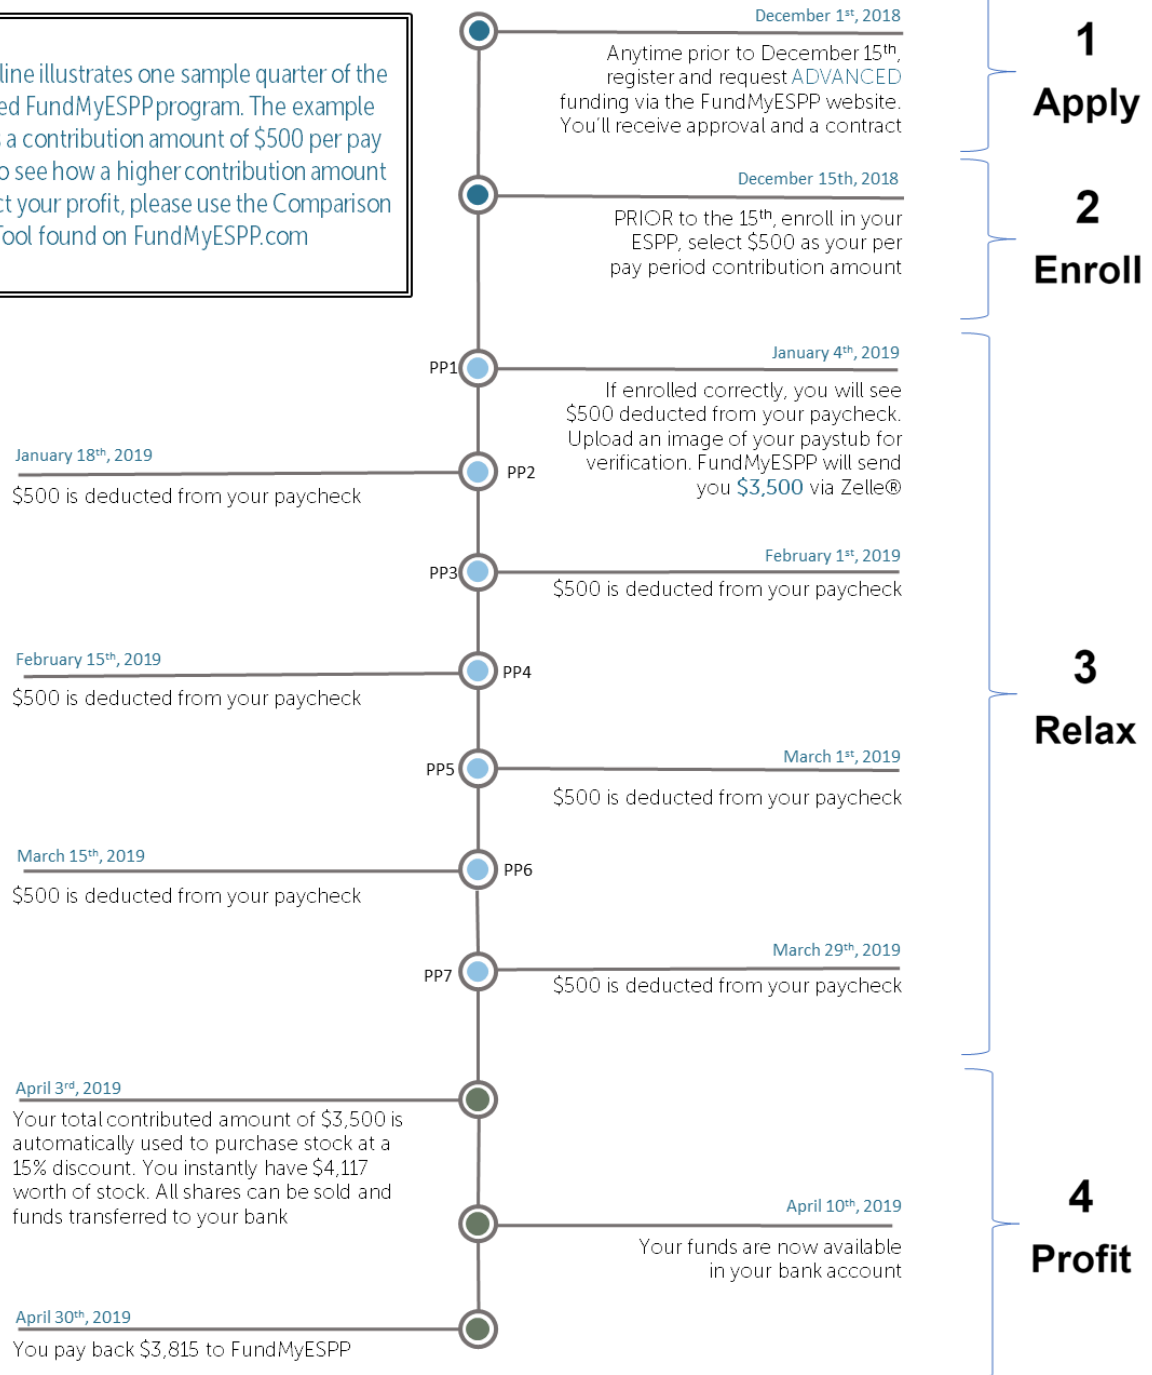 line illustrates one sample quarter of the
ed FundMyESPP program. The example
a contribution amount of $500 per pay
o see how a higher contribution amount
ct your profit, please use the Comparison
Tool found on FundMyESPP.com
December 1st, 2018
Anytime prior to December 15th,
register and request ADVANCED
funding via the FundMyESPP website.
You'll receive approval and a contract
1
Apply
December 15th, 2018
PRIOR to the 15th, enroll in your
ESPP, select $500 as your per
pay period contribution amount
2
Enroll
PP1
January 4th, 2019
If enrolled correctly, you will see
$500 deducted from your paycheck.
Upload an image of your paystub for
verification. FundMyESPP will send
you $3,500 via Zelle®
January 18th, 2019
PP2
$500 is deducted from your paycheck
PP3
February 1st, 2019
$500 is deducted from your paycheck
February 15th, 2019
PP4
$500 is deducted from your paycheck
3
Relax
PP5
March 1st, 2019
$500 is deducted from your paycheck
March 15th, 2019
PP6
$500 is deducted from your paycheck
PP7
March 29th, 2019
$500 is deducted from your paycheck
April 3rd, 2019
Your total contributed amount of $3,500 is
automatically used to purchase stock at a
15% discount. You instantly have $4,117
worth of stock. All shares can be sold and
funds transferred to your bank
April 10th, 2019
Your funds are now available
in your bank account
4
Profit
April 30th, 2019
You pay back $3,815 to FundMyESPP